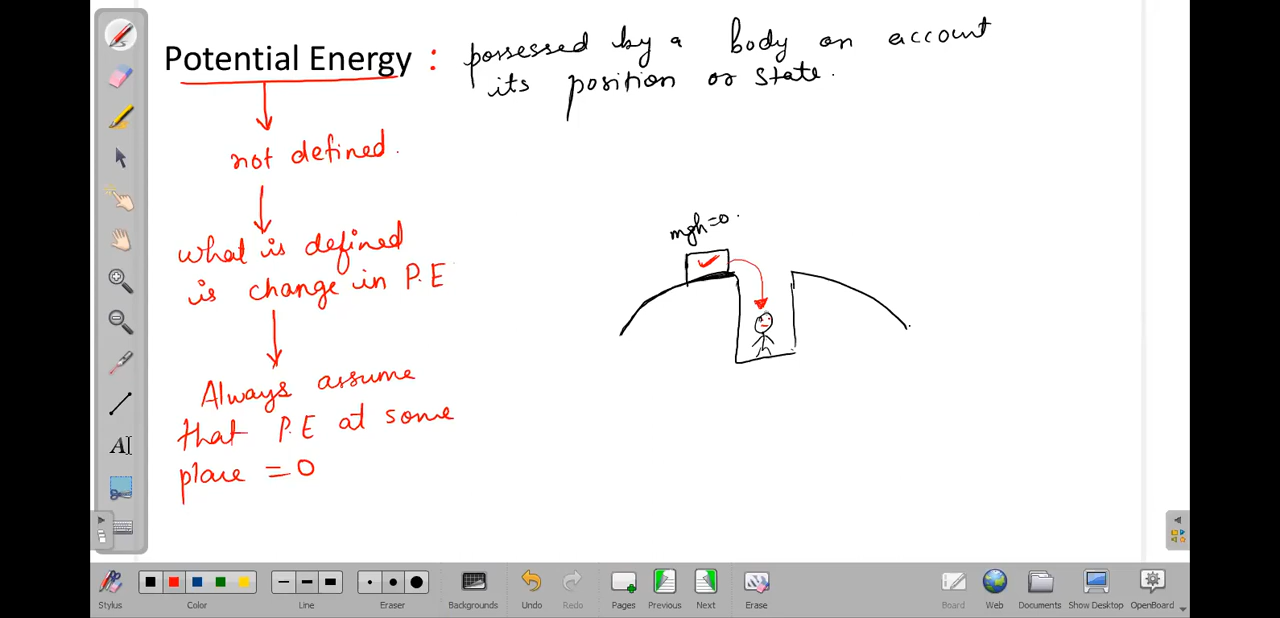 Potential Energy : possessed by a body on account
its position or state.
not defined.
what is defined
is change in P.E
Always assume
that P.E at some
place = 0
mgh=0.
A
Stylus
Color
Line
Eraser
Backgrounds
Undo
Redo
Pages
Previous
Next
Erase
Board
Web
Documents
Show Desktop
OpenBoard